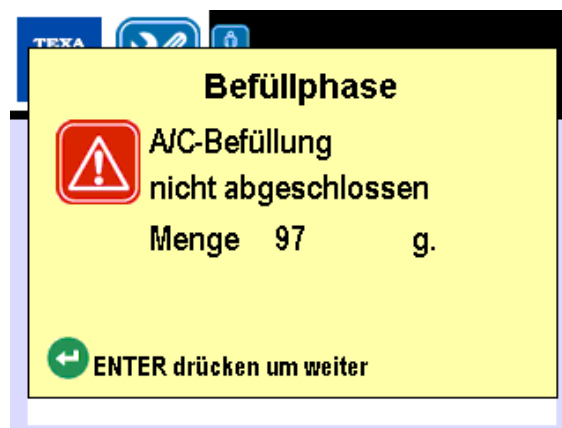 TEXA
Befüllphase
A/C-Befüllung
nicht abgeschlossen
Menge 97 g.
ENTER drücken um weiter